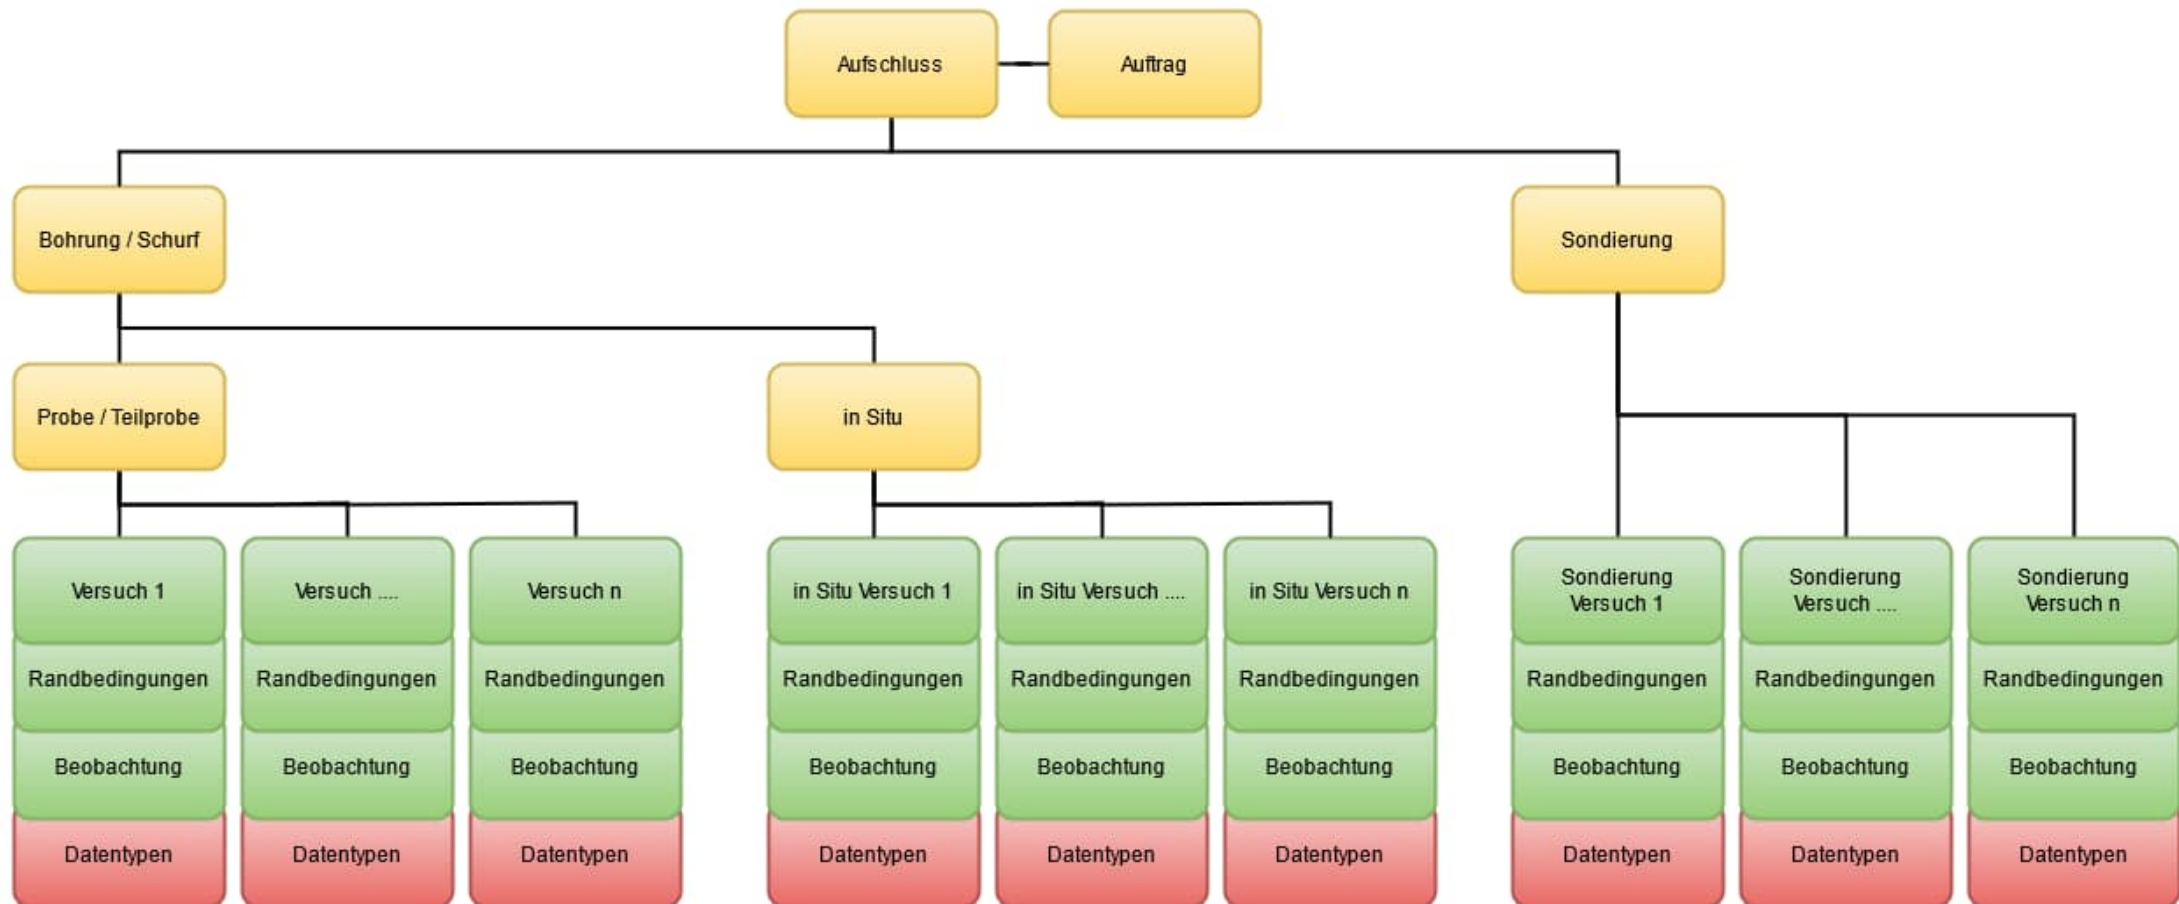 Aufschluss
Auftrag
Bohrung / Schurf
Sondierung
Probe / Teilprobe
in Situ
Versuch 1
Versuch ....
Versuch n
in Situ Versuch 1
in Situ Versuch ....
in Situ Versuch n
Sondierung
Versuch 1
Sondierung
Versuch ....
Sondierung
Versuch n
Randbedingungen
Randbedingungen
Randbedingungen
Randbedingungen
Randbedingungen
Randbedingungen
Randbedingungen
Randbedingungen
Randbedingungen
Beobachtung
Beobachtung
Beobachtung
Beobachtung
Beobachtung
Beobachtung
Beobachtung
Beobachtung
Beobachtung
Datentypen
Datentypen
Datentypen
Datentypen
Datentypen
Datentypen
Datentypen
Datentypen
Datentypen